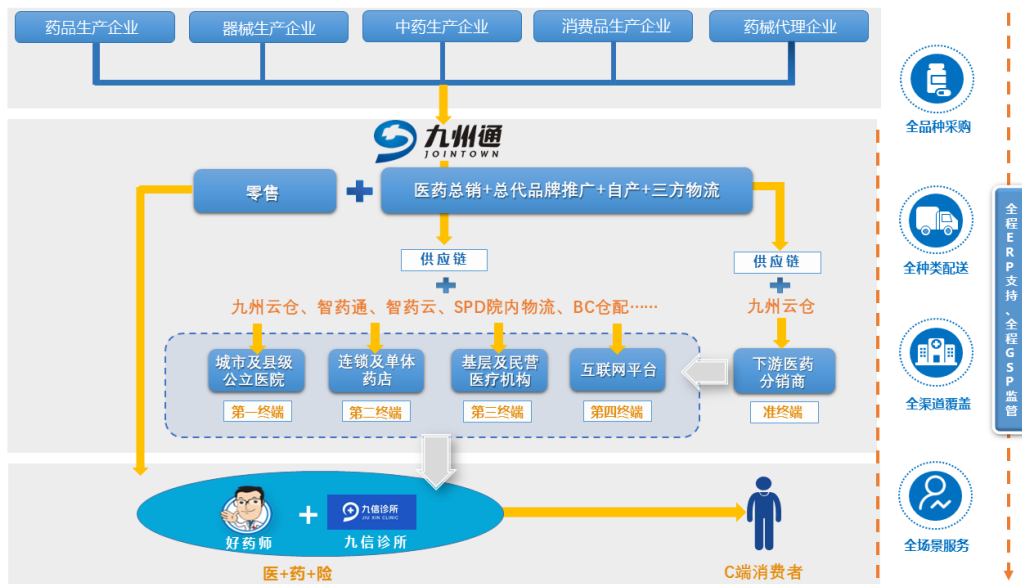 药品生产企业
器械生产企业
中药生产企业
消费品生产企业
药械代理企业
全品种采购
九州通
JOINTOWN
零售
医药总销+总代品牌推广+自产+三方物流
全种类配送
供应链
供应链
九州云仓、智药通、智药云、SPD院内物流、BC仓配……
九州云仓
城市及县级
公立医院
连锁及单体
药店
基层及民营
医疗机构
互联网平台
下游医药
分销商
第一终端
第二终端
第三终端
第四终端
准终端
全渠道覆盖
全程ERP支持、全程GSP监管
好药师
+
九信诊所
JIU XIN CLINIC
九信诊所
全场景服务
医+药+险
C端消费者